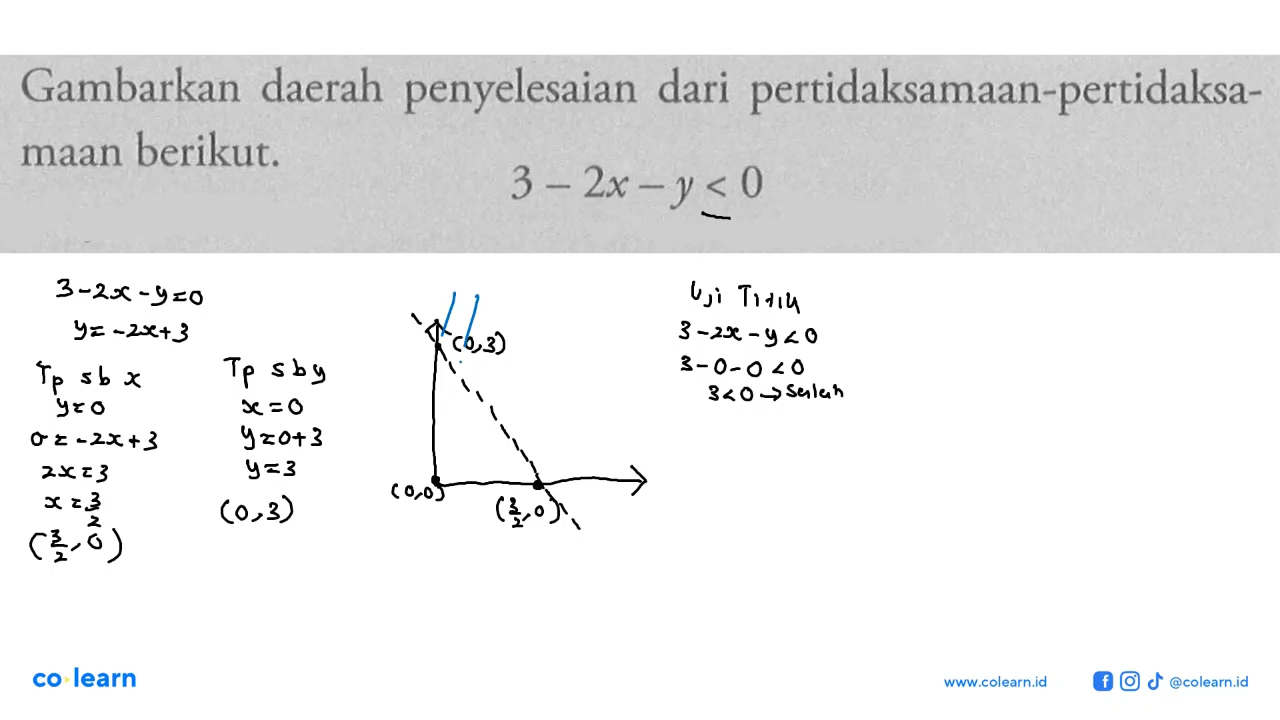 Gambarkan daerah penyelesaian dari pertidaksamaan-pertidaksa-
maan berikut.
3 – 2x – y < 0
3-2x-y=0
y=-2x+3
Tp sb x
y=0
0=-2x+3
2x=3
x=3/2
(3/2,0)
Tp sb y
x=0
y=0+3
y=3
(0,3)
(0,3)
(0,0)
(3/2,0)
Uji Titik
3-2x-y<0
3-0-0<0
3<0→Salah
co·learn
www.colearn.id
@colearn.id